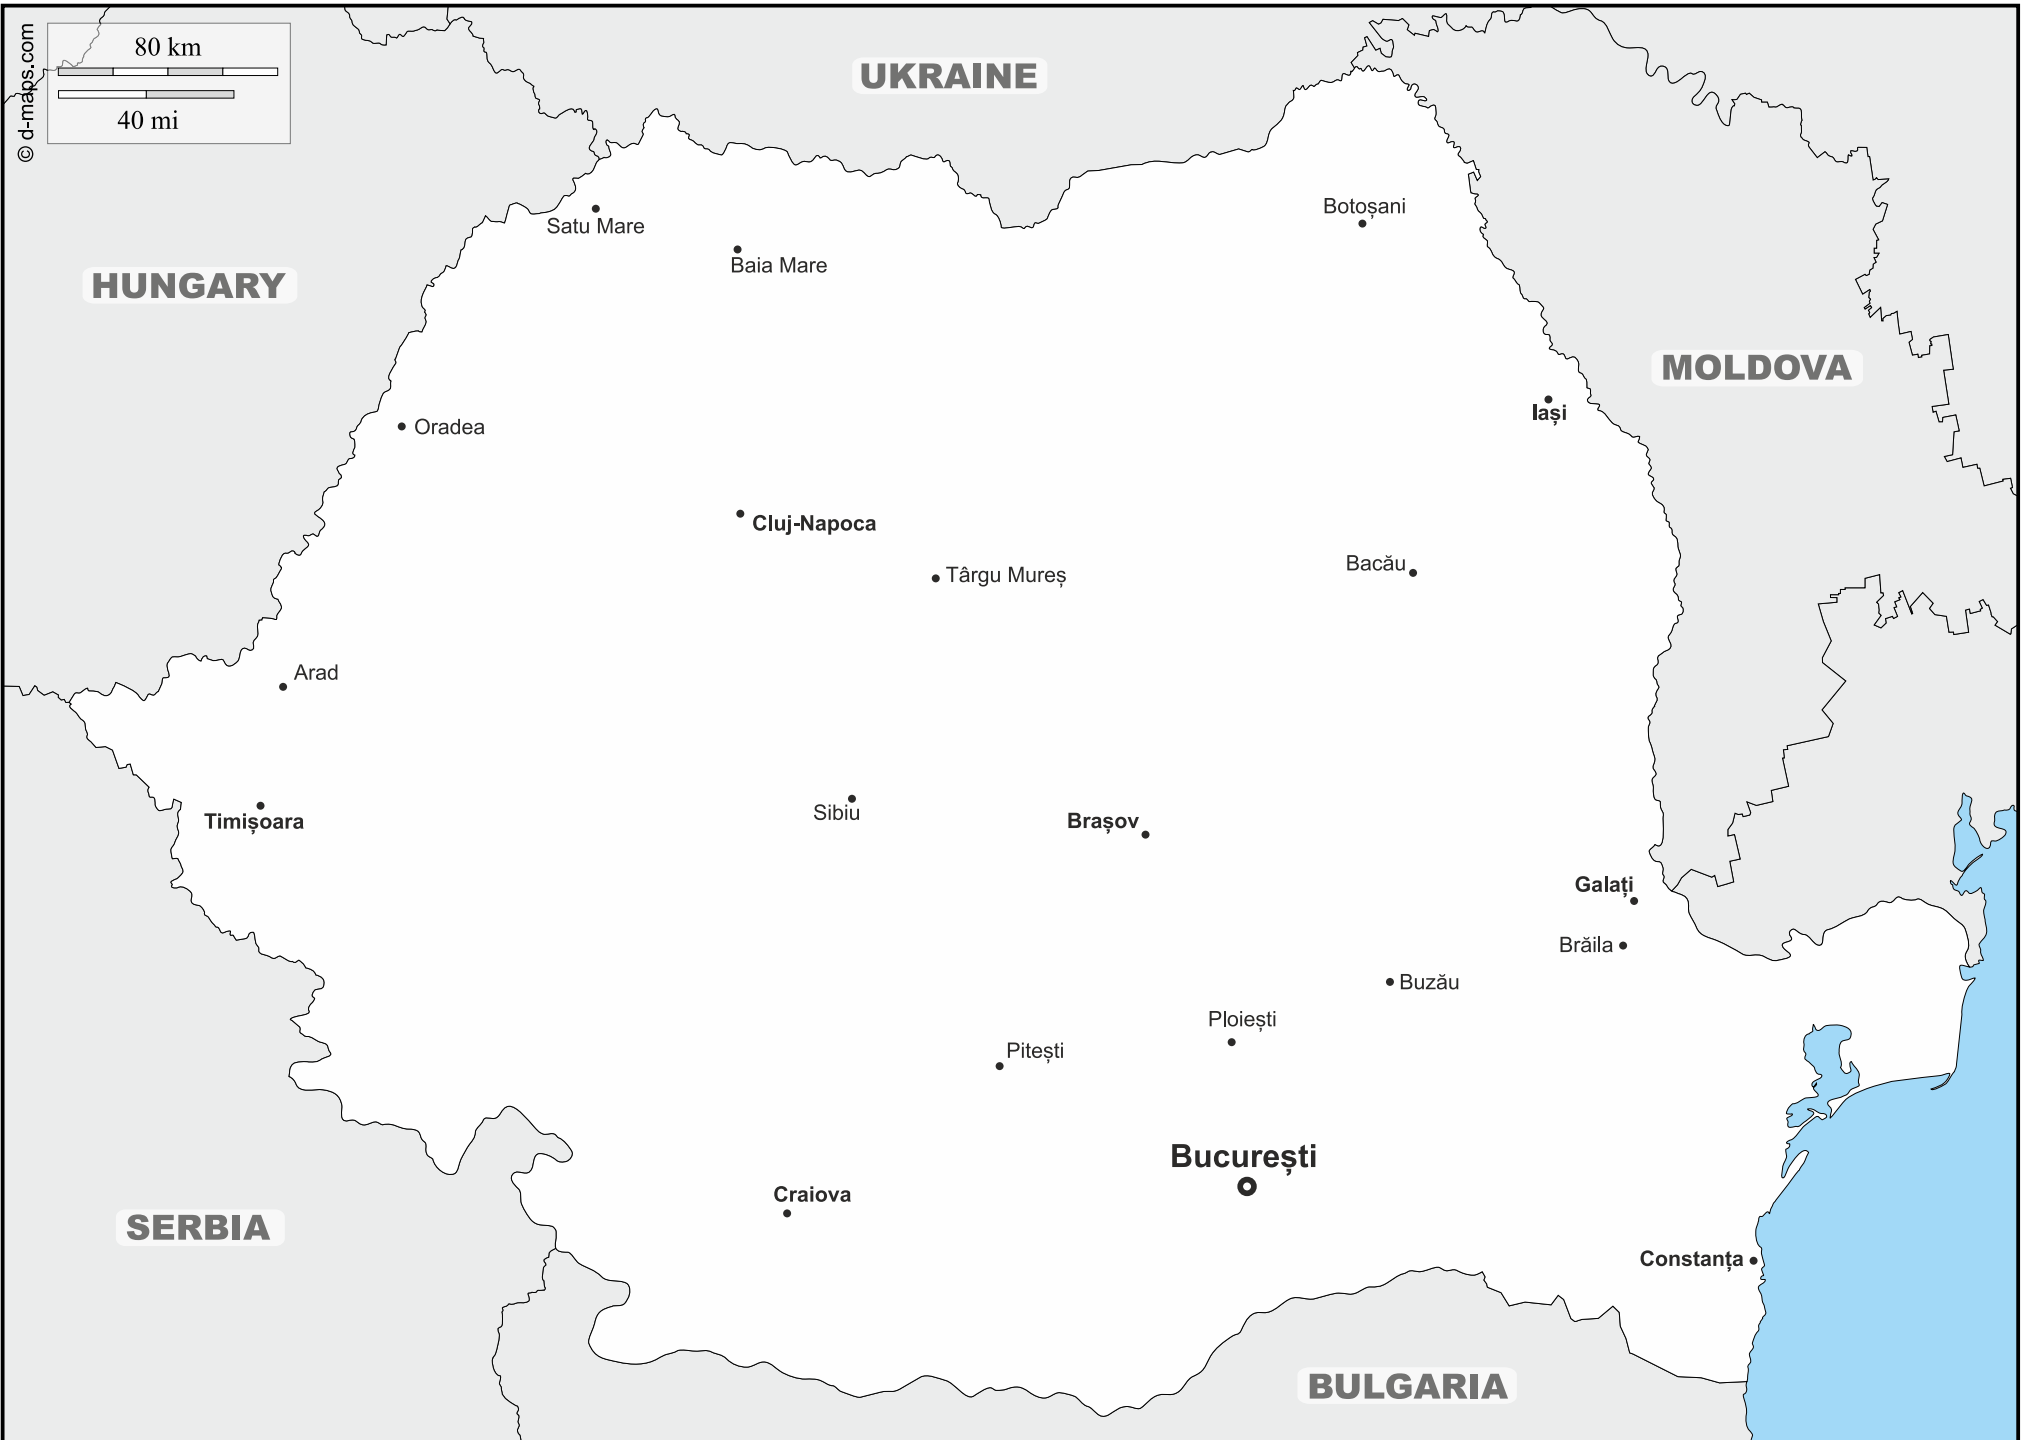 © d-maps.com
80 km
40 mi
UKRAINE
Satu Mare
Botoșani
Baia Mare
HUNGARY
MOLDOVA
Iași
Oradea
Cluj-Napoca
Târgu Mureș
Bacău
Arad
Timișoara
Sibiu
Brașov
Galați
Brăila
Buzău
Ploiești
Pitești
București
Craiova
SERBIA
Constanța
BULGARIA